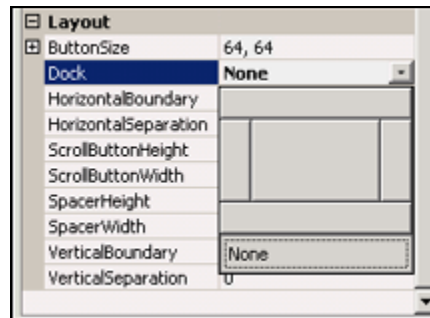 Layout
ButtonSize 64, 64
Dock None
HorizontalBoundary
HorizontalSeparation
ScrollButtonHeight
ScrollButtonWidth
SpacerHeight
SpacerWidth
VerticalBoundary None
VerticalSeparation 0